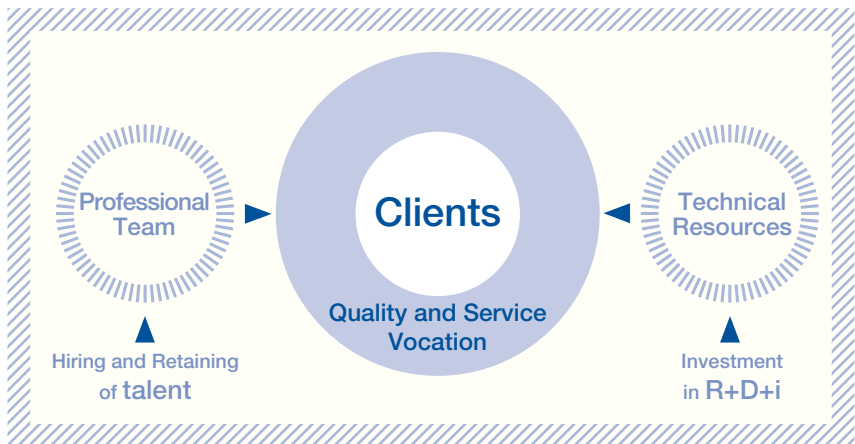 Professional
Team
Clients
Technical
Resources
Quality and Service
Vocation
Hiring and Retaining
of talent
Investment
in R+D+i